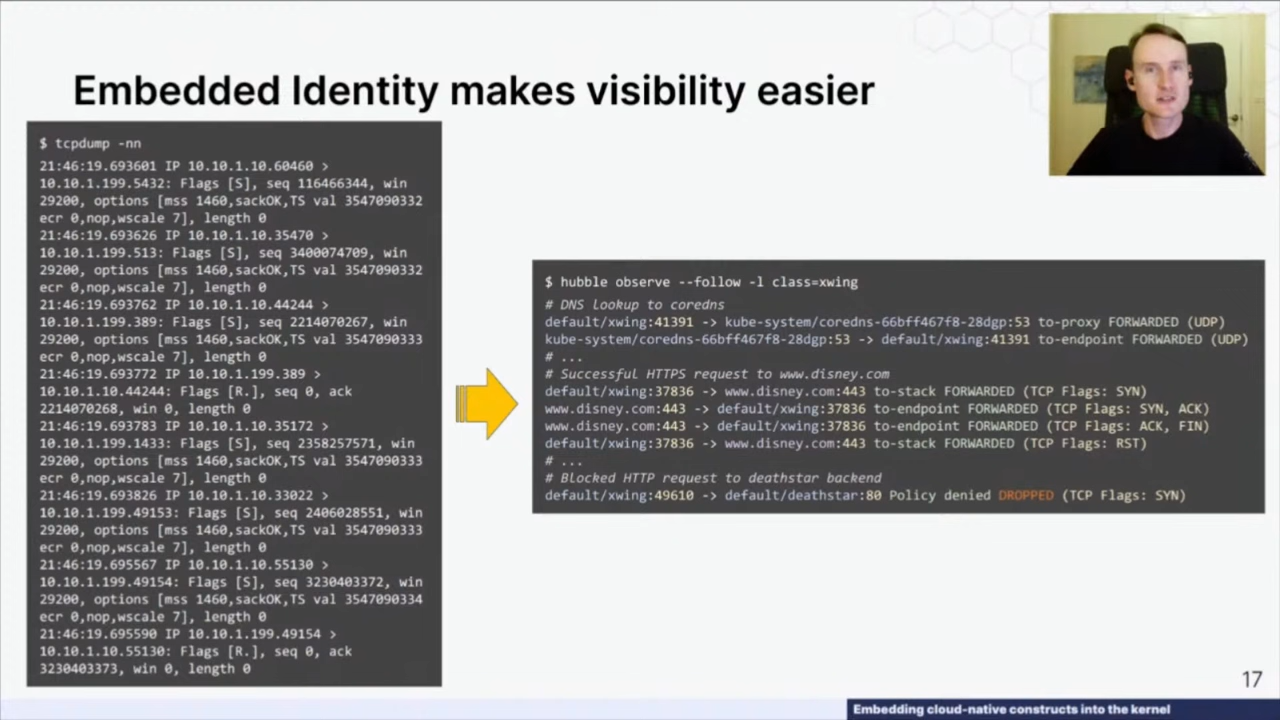 Embedded Identity makes visibility easier
$ tcpdump -nn
21:46:19.693601 IP 10.10.1.10.60460 >
10.10.1.199.5432: Flags [S], seq 116466344, win
29200, options [mss 1460,sackOK,TS val 3547090332
ecr 0,nop,wscale 7], length 0
21:46:19.693626 IP 10.10.1.10.35470 >
10.10.1.199.513: Flags [S], seq 3400074709, win
29200, options [mss 1460,sackOK,TS val 3547090332
ecr 0,nop,wscale 7], length 0
21:46:19.693762 IP 10.10.1.10.44244 >
10.10.1.199.389: Flags [S], seq 2214070267, win
29200, options [mss 1460,sackOK,TS val 3547090333
ecr 0,nop,wscale 7], length 0
21:46:19.693772 IP 10.10.1.199.389 >
10.10.1.10.44244: Flags [R.], seq 0, ack
2214070268, win 0, length 0
21:46:19.693783 IP 10.10.1.10.35172 >
10.10.1.199.1433: Flags [S], seq 2358257571, win
29200, options [mss 1460,sackOK,TS val 3547090333
ecr 0,nop,wscale 7], length 0
21:46:19.693826 IP 10.10.1.10.33022 >
10.10.1.199.49153: Flags [S], seq 2406028551, win
29200, options [mss 1460,sackOK,TS val 3547090333
ecr 0,nop,wscale 7], length 0
21:46:19.695567 IP 10.10.1.10.55130 >
10.10.1.199.49154: Flags [S], seq 3230403372, win
29200, options [mss 1460,sackOK,TS val 3547090334
ecr 0,nop,wscale 7], length 0
21:46:19.695590 IP 10.10.1.199.49154 >
10.10.1.10.55130: Flags [R.], seq 0, ack
3230403373, win 0, length 0
$ hubble observe --follow -l class=xwing
# DNS lookup to coredns
default/xwing:41391 -> kube-system/coredns-66bff467f8-28dgp:53 to-proxy FORWARDED (UDP)
kube-system/coredns-66bff467f8-28dgp:53 -> default/xwing:41391 to-endpoint FORWARDED (UDP)
# ...
# Successful HTTPS request to www.disney.com
default/xwing:37836 -> www.disney.com:443 to-stack FORWARDED (TCP Flags: SYN)
www.disney.com:443 -> default/xwing:37836 to-endpoint FORWARDED (TCP Flags: SYN, ACK)
www.disney.com:443 -> default/xwing:37836 to-endpoint FORWARDED (TCP Flags: ACK, FIN)
default/xwing:37836 -> www.disney.com:443 to-stack FORWARDED (TCP Flags: RST)
# ...
# Blocked HTTP request to deathstar backend
default/xwing:49610 -> default/deathstar:80 Policy denied DROPPED (TCP Flags: SYN)
17
Embedding cloud-native constructs into the kernel